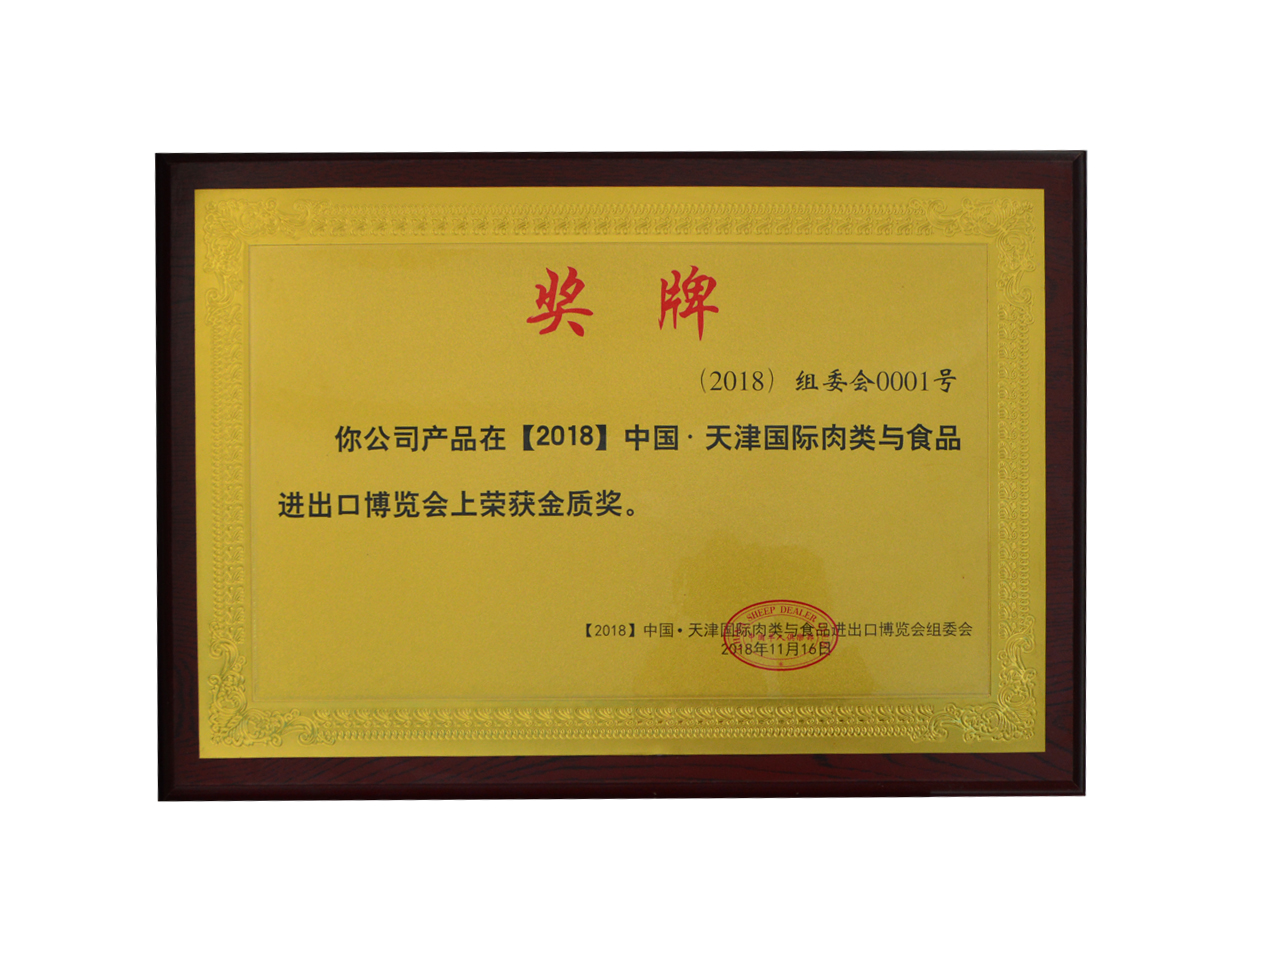 奖 牌
（2018） 组委会0001号
你公司产品在【2018】中国·天津国际肉类与食品
进出口博览会上荣获金质奖。
【2018】中国·天津国际肉类与食品进出口博览会组委会
2018年11月16日
SHEEP DEALER